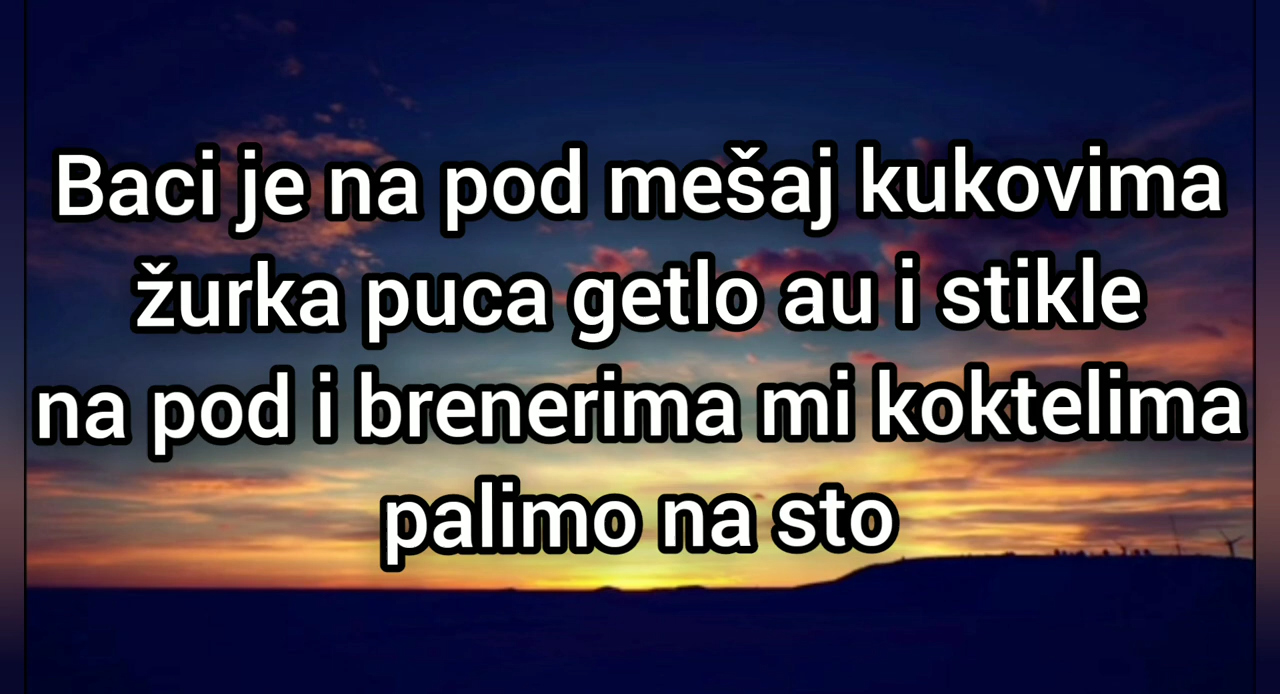 Baci je na pod mešaj kukovima
žurka puca getlo au i stikle
na pod i brenerima mi koktelima
palimo na sto